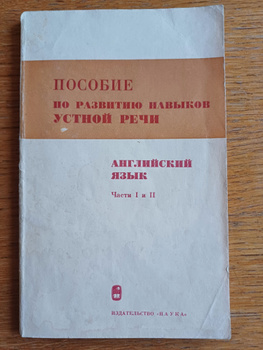 ПОСОБИЕ
ПО РАЗВИТИЮ НАВЫКОВ
УСТНОЙ РЕЧИ
АНГЛИЙСКИЙ
ЯЗЫК
Части I и II
ИЗДАТЕЛЬСТВО «НАУКА»